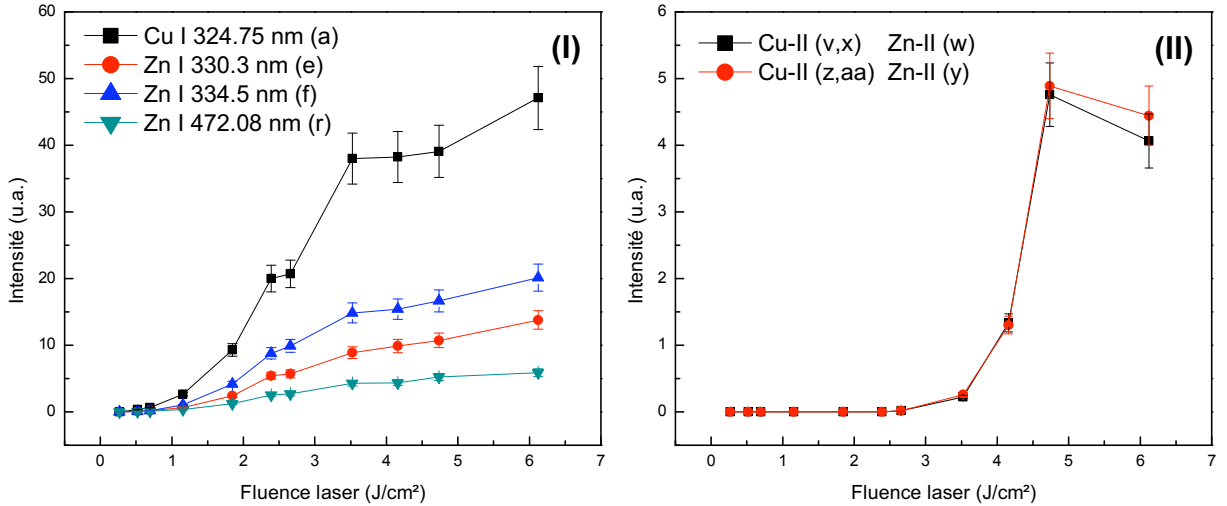 60
50
40
30
20
10
0
Intensité (u.a.)
Cu I 324.75 nm (a)
Zn I 330.3 nm (e)
Zn I 334.5 nm (f)
Zn I 472.08 nm (r)
(I)
0 1 2 3 4 5 6 7
Fluence laser (J/cm²)
6
5
4
3
2
1
0
Intensité (u.a.)
Cu-II (v,x) Zn-II (w)
Cu-II (z,aa) Zn-II (y)
(II)
0 1 2 3 4 5 6 7
Fluence laser (J/cm²)